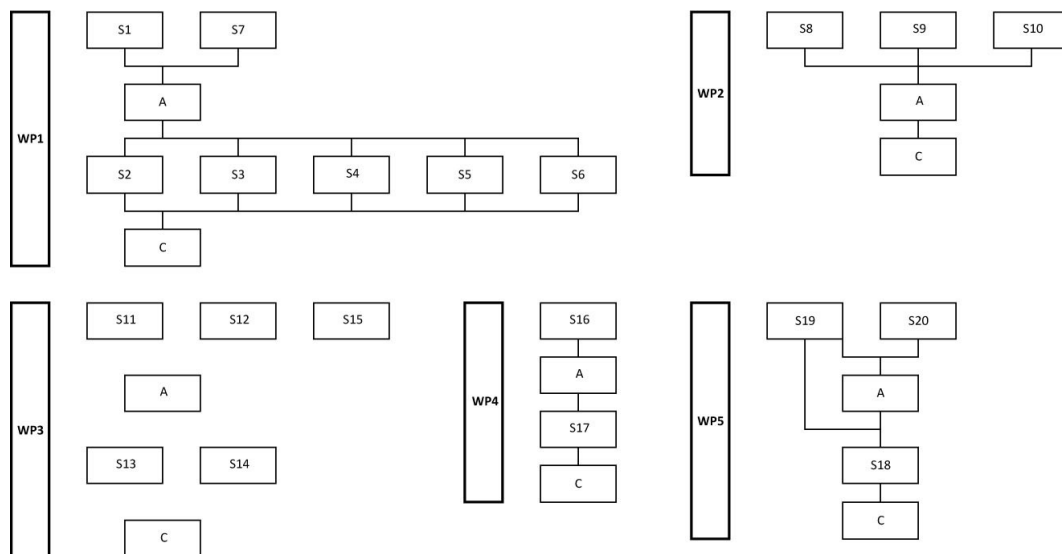 WP1
S1 S7
A
S2 S3 S4 S5 S6
C
WP2
S8 S9 S10
A
C
WP3
S11 S12 S15
A
S13 S14
C
WP4
S16
A
S17
C
WP5
S19 S20
A
S18
C